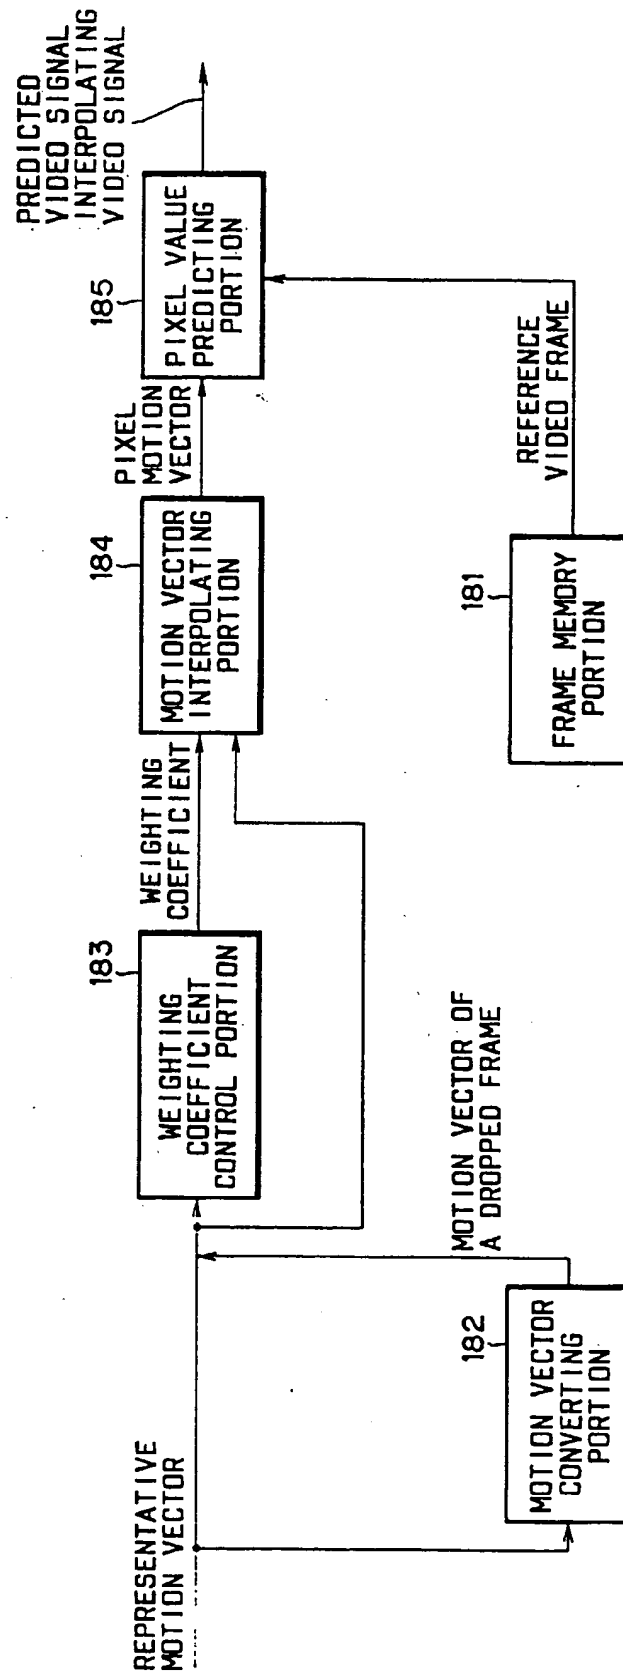 REPRESENTATIVE
MOTION VECTOR
182
MOTION VECTOR
CONVERTING
PORTION
MOTION VECTOR OF
A DROPPED FRAME
183
WEIGHTING
COEFFICIENT
CONTROL PORTION
WEIGHTING
COEFFICIENT
184
MOTION VECTOR
INTERPOLATING
PORTION
PIXEL
MOTION
VECTOR
181
FRAME MEMORY
PORTION
REFERENCE
VIDEO FRAME
185
PIXEL VALUE
PREDICTING
PORTION
PREDICTED
VIDEO SIGNAL
INTERPOLATING
VIDEO SIGNAL